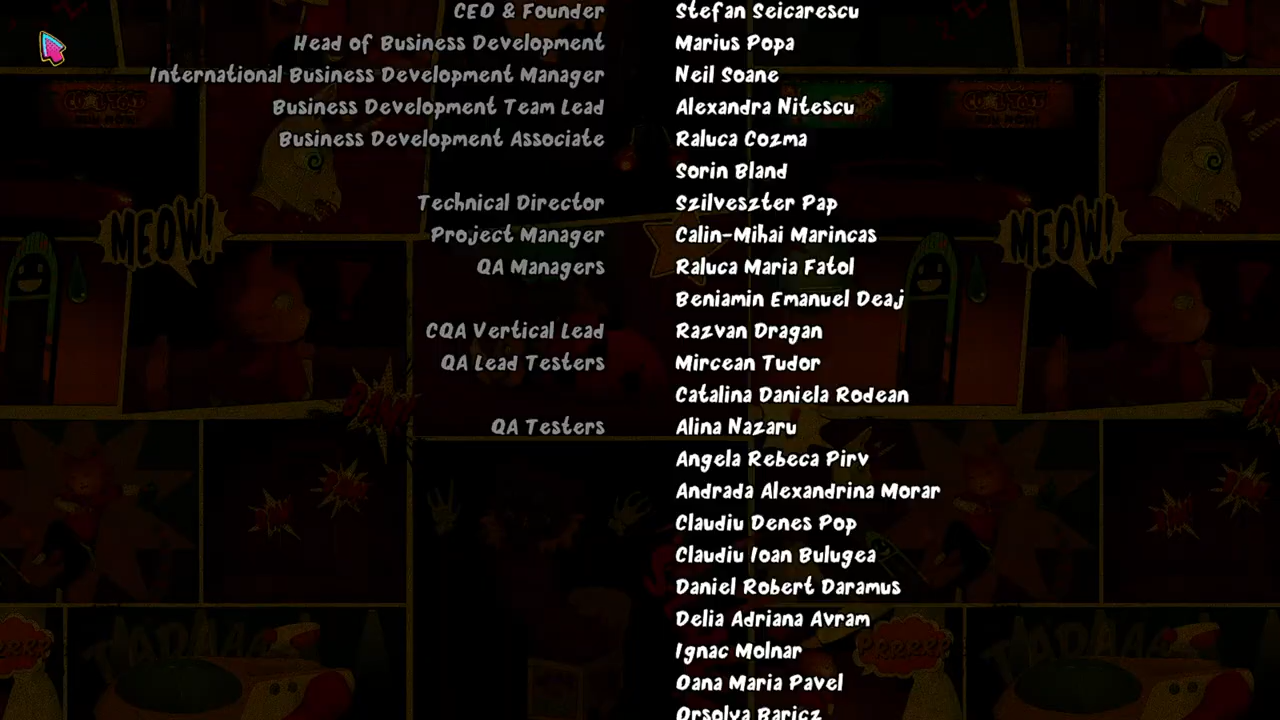 CEO & Founder Stefan Seicarescu
Head of Business Development Marius Popa
International Business Development Manager Neil Soane
Business Development Team Lead Alexandra Nitescu
Business Development Associate Raluca Cozma
Sorin Bland
Technical Director Szilveszter Pap
Project Manager Calin-Mihai Marincas
QA Managers Raluca Maria Fatol
Beniamin Emanuel Deaj
CQA Vertical Lead Razvan Dragan
QA Lead Testers Mircean Tudor
Catalina Daniela Rodean
QA Testers Alina Nazaru
Angela Rebeca Pirv
Andrada Alexandrina Morar
Claudiu Denes Pop
Claudiu Ioan Bulugea
Daniel Robert Daramus
Delia Adriana Avram
Ignac Molnar
Oana Maria Pavel
Orsolya Baricz
MEOW!
MEOW!